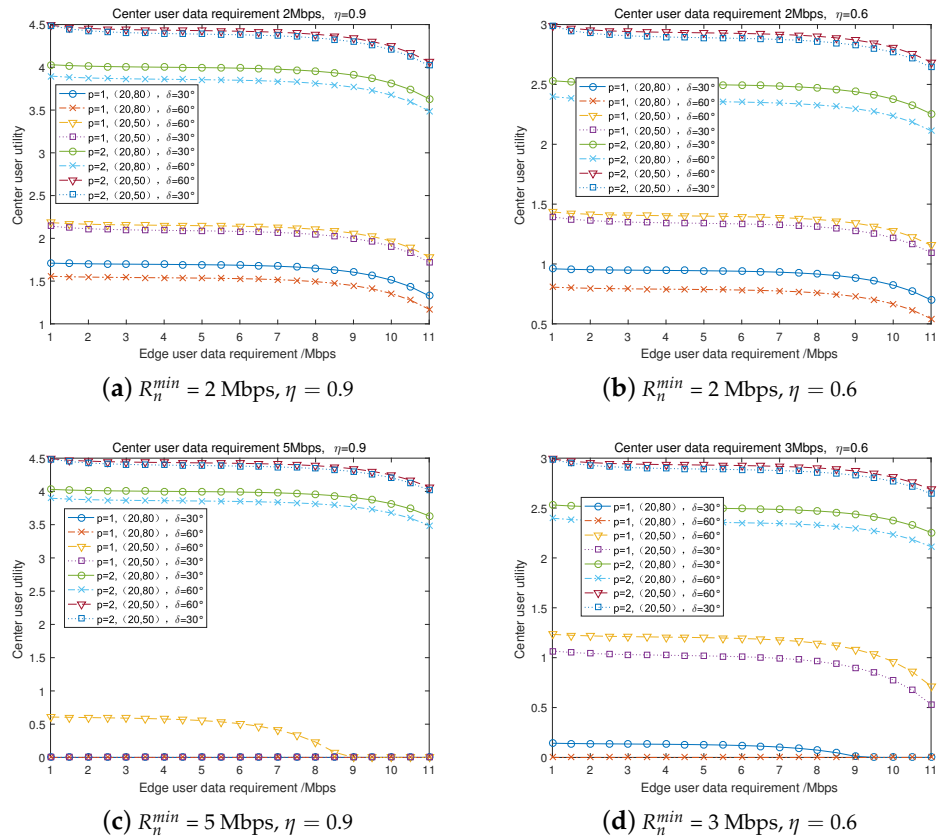 Center user data requirement 2Mbps, η=0.9
4.5
4
3.5
3
2.5
2
1.5
1
Center user utility
p=1,（20,80）, δ=30°
p=1,（20,80）, δ=60°
p=1,（20,50）, δ=60°
p=1,（20,50）, δ=30°
p=2,（20,80）, δ=30°
p=2,（20,80）, δ=60°
p=2,（20,50）, δ=60°
p=2,（20,50）, δ=30°
1 2 3 4 5 6 7 8 9 10 11
Edge user data requirement /Mbps
(a) R_n^min = 2 Mbps, η = 0.9
Center user data requirement 2Mbps, η=0.6
3
2.5
2
1.5
1
0.5
Center user utility
p=1,（20,80）, δ=30°
p=1,（20,80）, δ=60°
p=1,（20,50）, δ=60°
p=1,（20,50）, δ=30°
p=2,（20,80）, δ=30°
p=2,（20,80）, δ=60°
p=2,（20,50）, δ=60°
p=2,（20,50）, δ=30°
1 2 3 4 5 6 7 8 9 10 11
Edge user data requirement /Mbps
(b) R_n^min = 2 Mbps, η = 0.6
Center user data requirement 5Mbps, η=0.9
4.5
4
3.5
3
2.5
2
1.5
1
0.5
0
Center user utility
p=1,（20,80）, δ=30°
p=1,（20,80）, δ=60°
p=1,（20,50）, δ=60°
p=1,（20,50）, δ=30°
p=2,（20,80）, δ=30°
p=2,（20,80）, δ=60°
p=2,（20,50）, δ=60°
p=2,（20,50）, δ=30°
1 2 3 4 5 6 7 8 9 10 11
Edge user data requirement /Mbps
(c) R_n^min = 5 Mbps, η = 0.9
Center user data requirement 3Mbps, η=0.6
3
2.5
2
1.5
1
0.5
0
Center user utility
p=1,（20,80）, δ=30°
p=1,（20,80）, δ=60°
p=1,（20,50）, δ=60°
p=1,（20,50）, δ=30°
p=2,（20,80）, δ=30°
p=2,（20,80）, δ=60°
p=2,（20,50）, δ=60°
p=2,（20,50）, δ=30°
1 2 3 4 5 6 7 8 9 10 11
Edge user data requirement /Mbps
(d) R_n^min = 3 Mbps, η = 0.6